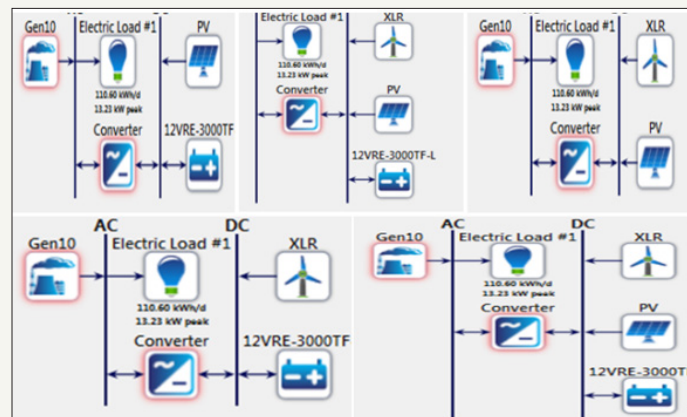 Gen10 Electric Load #1 PV
110.60 kWh/d
13.23 kW peak
Converter 12VRE-3000TF
Electric Load #1 XLR
110.60 kWh/d
13.23 kW peak
Converter PV
12VRE-3000TF-L
Gen10 Electric Load #1 XLR
110.60 kWh/d
13.23 kW peak
Converter PV
AC DC
Gen10 Electric Load #1 XLR
110.60 kWh/d
13.23 kW peak
Converter 12VRE-3000TF
AC DC
Gen10 Electric Load #1 XLR
110.60 kWh/d
13.23 kW peak
Converter PV
12VRE-3000T